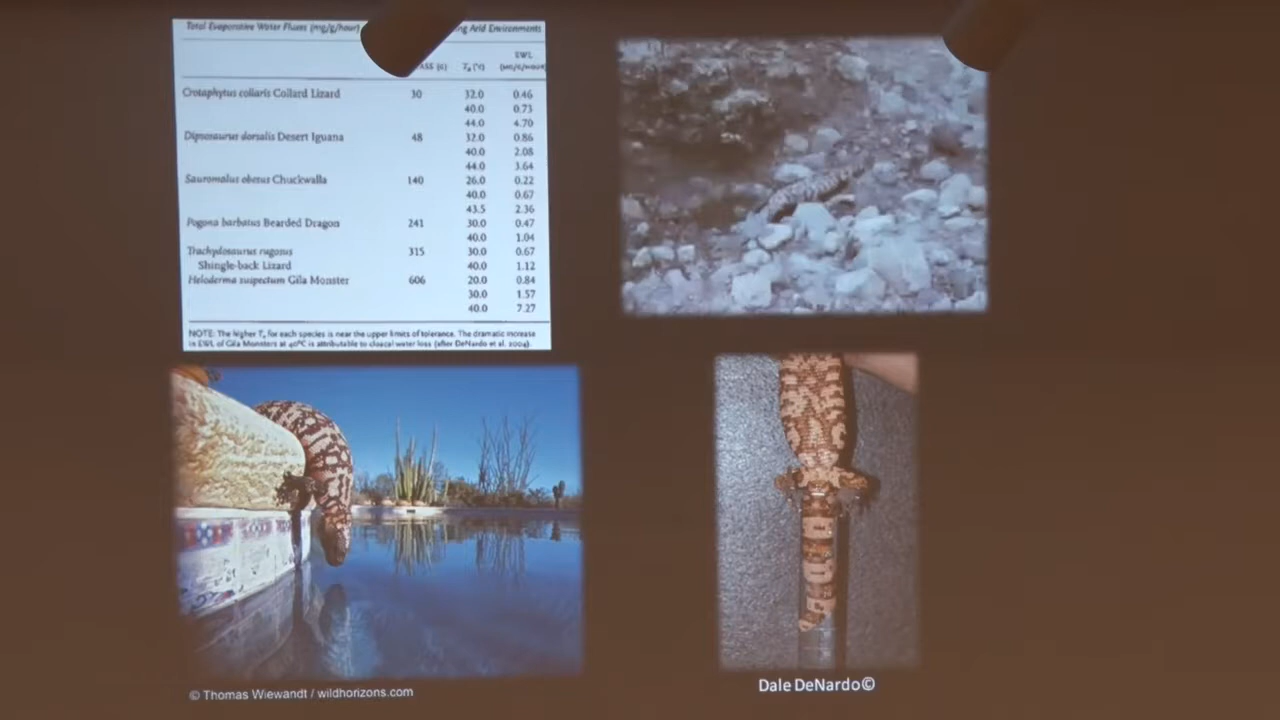 Total Evaporative Water Fluxes (mg/g/hour) ing Arid Environments
EWL
ASS (G) Tₐ (°C) (MG/G/HOUR)
Crotaphytus collaris Collard Lizard 30 32.0 0.46
40.0 0.73
44.0 4.70
Dipsosaurus dorsalis Desert Iguana 48 32.0 0.86
40.0 2.08
44.0 3.64
Sauromalus obesus Chuckwalla 140 26.0 0.22
40.0 0.67
43.5 2.36
Pogona barbatus Bearded Dragon 241 30.0 0.47
40.0 1.04
Trachydosaurus rugosus 315 30.0 0.67
Shingle-back Lizard 40.0 1.12
Heloderma suspectum Gila Monster 606 20.0 0.84
30.0 1.57
40.0 7.27
NOTE: The higher Tₐ for each species is near the upper limits of tolerance. The dramatic increase
in EWL of Gila Monsters at 40°C is attributable to cloacal water loss (after DeNardo et al. 2004).
© Thomas Wiewandt / wildhorizons.com
Dale DeNardo©